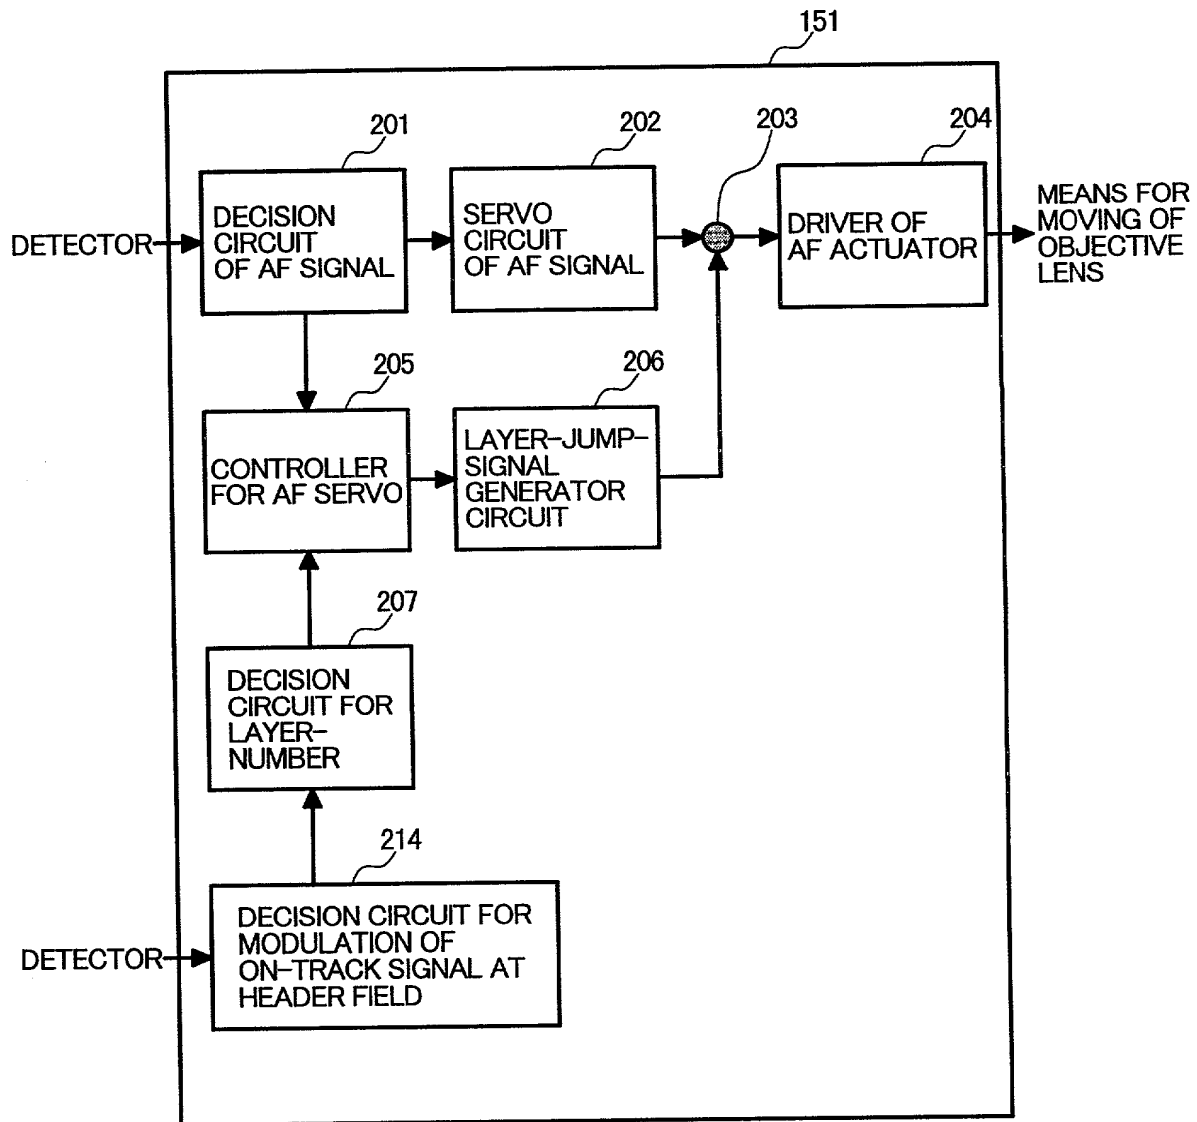 151
201
202
203
204
DETECTOR
DECISION
CIRCUIT
OF AF SIGNAL
SERVO
CIRCUIT
OF AF SIGNAL
DRIVER OF
AF ACTUATOR
MEANS FOR
MOVING OF
OBJECTIVE
LENS
205
206
CONTROLLER
FOR AF SERVO
LAYER-JUMP-
SIGNAL
GENERATOR
CIRCUIT
207
DECISION
CIRCUIT FOR
LAYER-
NUMBER
214
DETECTOR
DECISION CIRCUIT FOR
MODULATION OF
ON-TRACK SIGNAL AT
HEADER FIELD